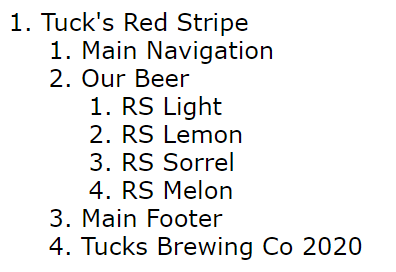 1. Tuck's Red Stripe
1. Main Navigation
2. Our Beer
1. RS Light
2. RS Lemon
3. RS Sorrel
4. RS Melon
3. Main Footer
4. Tucks Brewing Co 2020